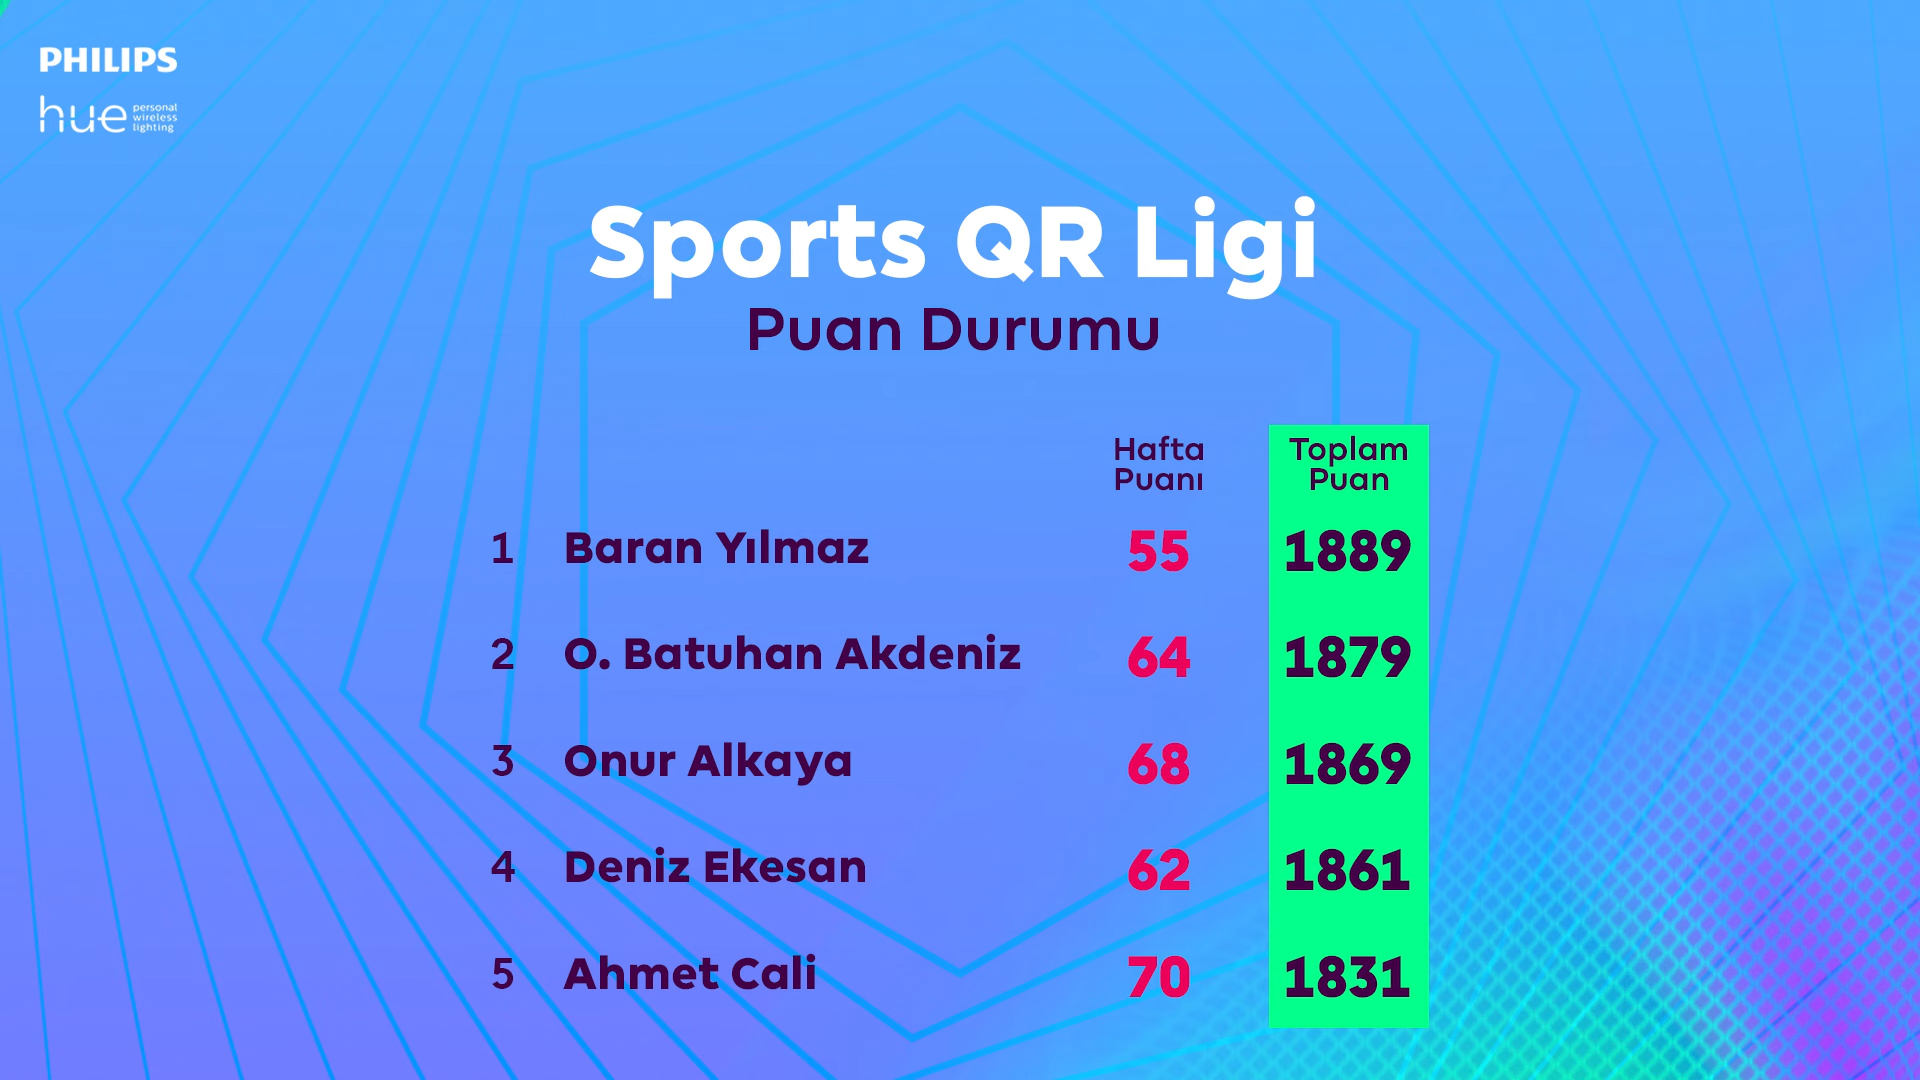 PHILIPS
hue personal wireless lighting
Sports QR Ligi
Puan Durumu
Hafta Puanı
Toplam Puan
1 Baran Yılmaz 55 1889
2 O. Batuhan Akdeniz 64 1879
3 Onur Alkaya 68 1869
4 Deniz Ekesan 62 1861
5 Ahmet Cali 70 1831